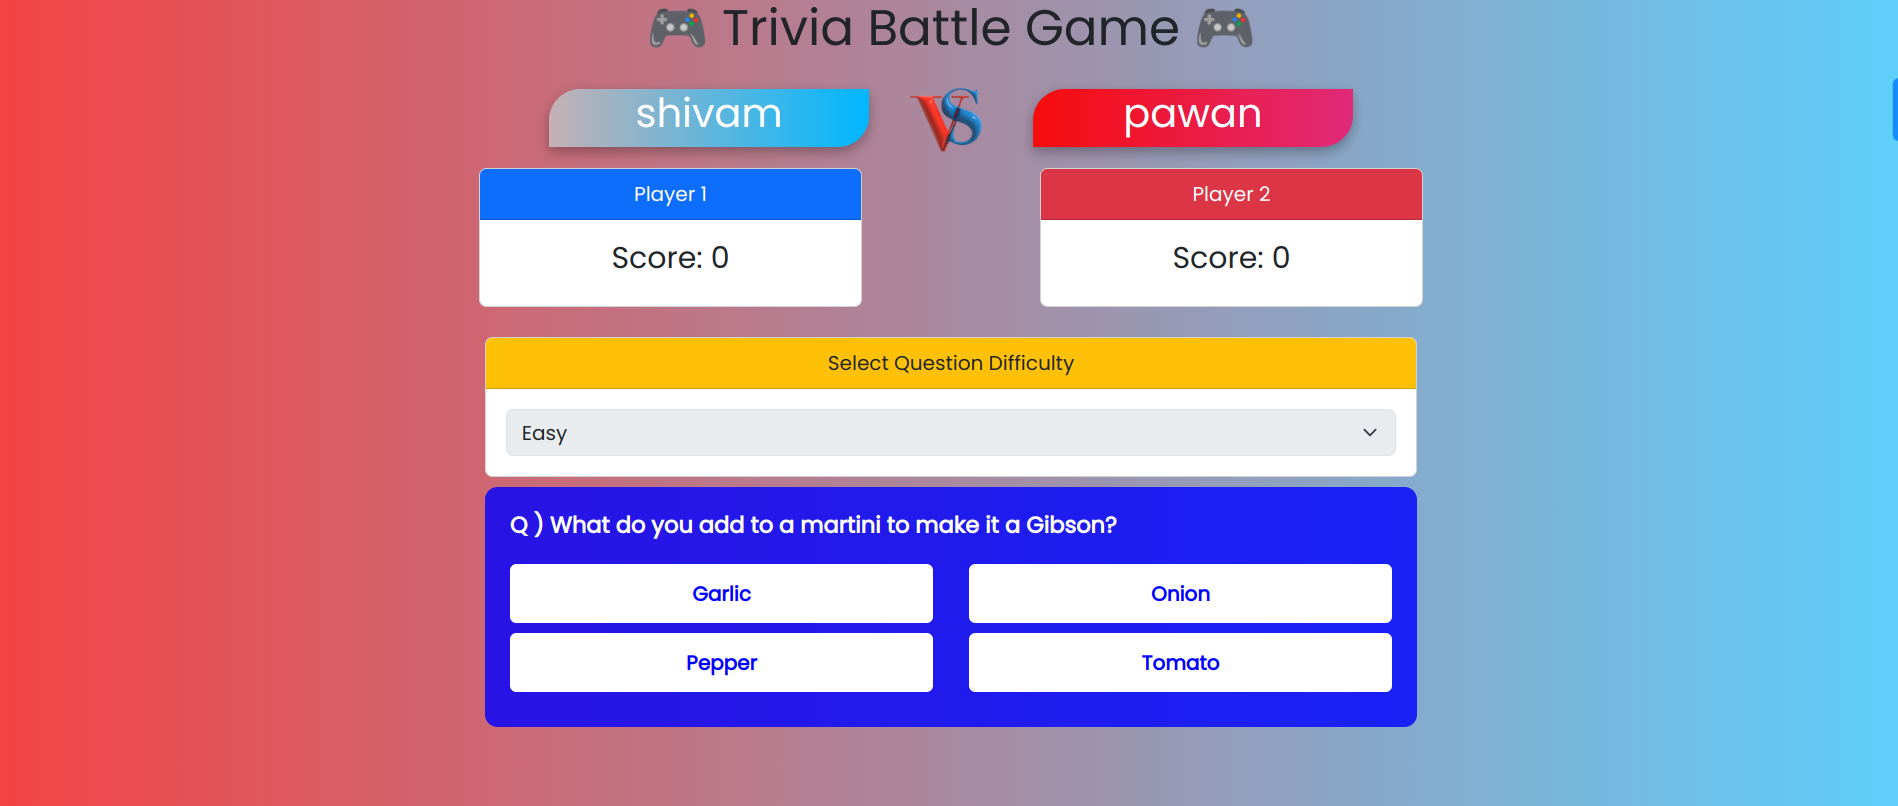 🎮 Trivia Battle Game 🎮
shivam VS pawan
Player 1
Score: 0
Player 2
Score: 0
Select Question Difficulty
Easy
Q ) What do you add to a martini to make it a Gibson?
Garlic
Onion
Pepper
Tomato